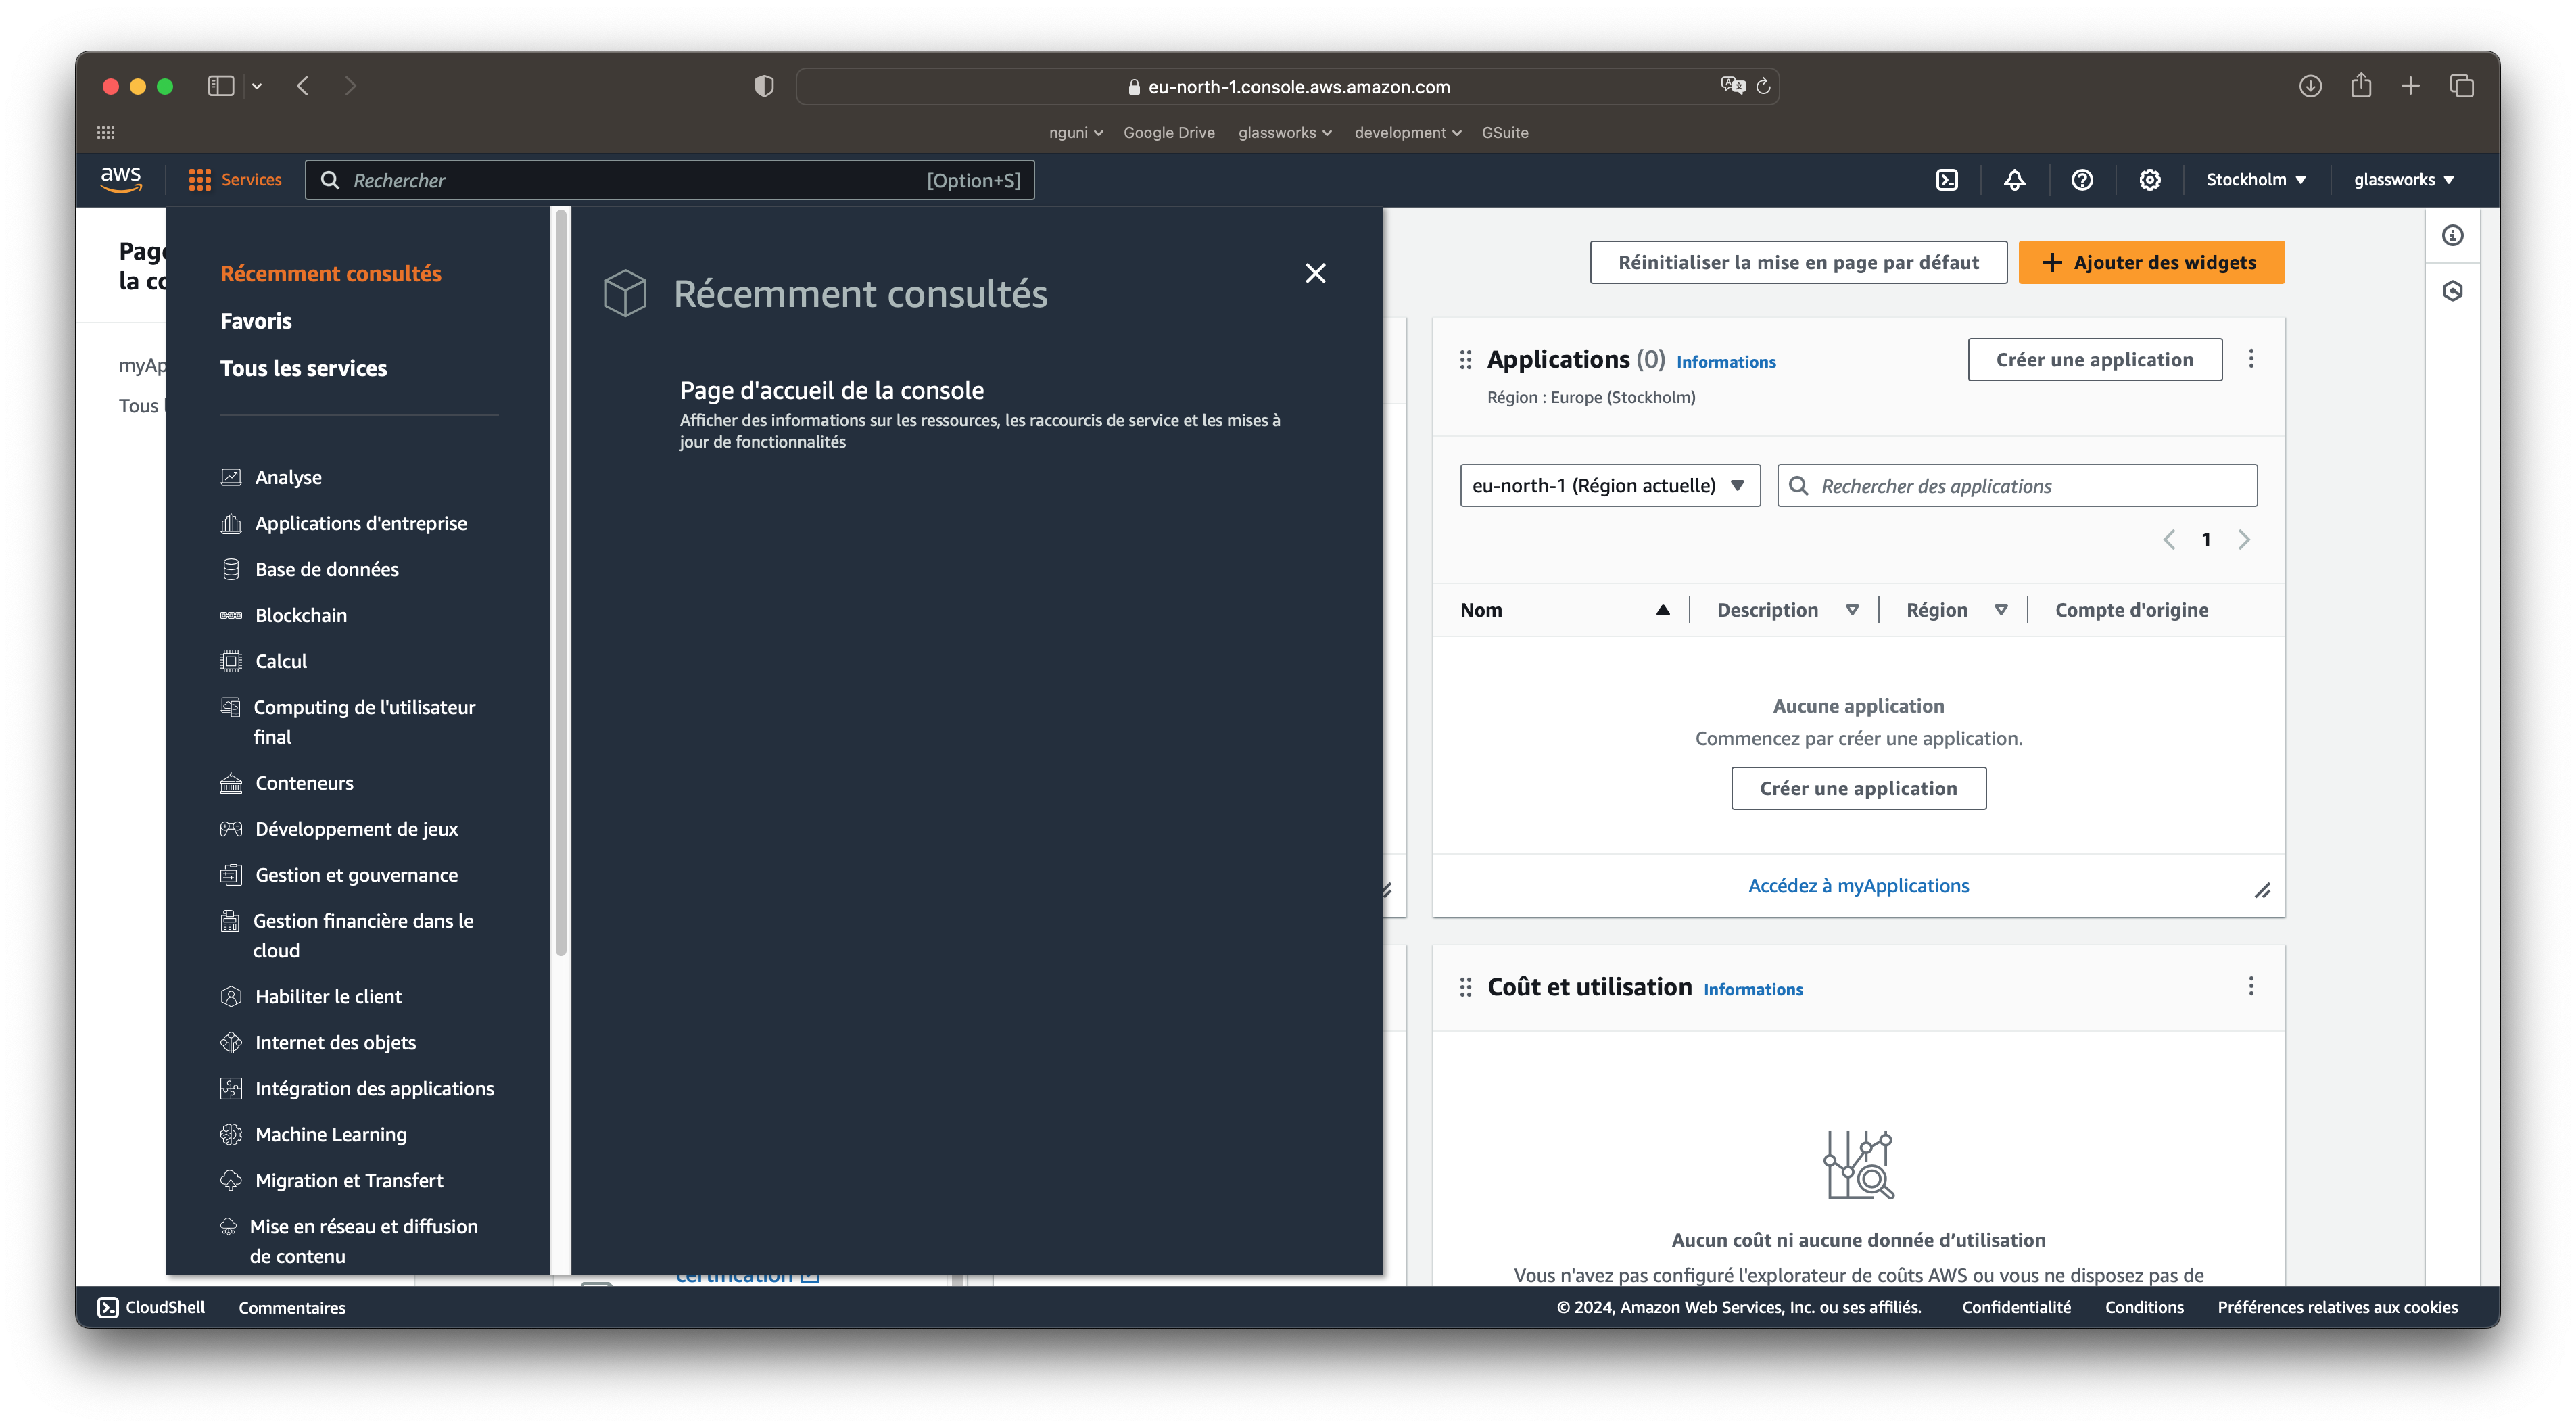 eu-north-1.console.aws.amazon.com
nguni
Google Drive
glassworks
development
GSuite
aws
Services
Rechercher
[Option+S]
Stockholm
glassworks
Page
la co
myAp
Tous l
Récemment consultés
Favoris
Tous les services
Analyse
Applications d'entreprise
Base de données
Blockchain
Calcul
Computing de l'utilisateur
final
Conteneurs
Développement de jeux
Gestion et gouvernance
Gestion financière dans le
cloud
Habiliter le client
Internet des objets
Intégration des applications
Machine Learning
Migration et Transfert
Mise en réseau et diffusion
de contenu
Récemment consultés
Page d'accueil de la console
Afficher des informations sur les ressources, les raccourcis de service et les mises à
jour de fonctionnalités
certification
Réinitialiser la mise en page par défaut
Ajouter des widgets
Applications (0) Informations
Région : Europe (Stockholm)
Créer une application
eu-north-1 (Région actuelle)
Rechercher des applications
1
Nom
Description
Région
Compte d'origine
Aucune application
Commencez par créer une application.
Créer une application
Accédez à myApplications
Coût et utilisation Informations
Aucun coût ni aucune donnée d’utilisation
Vous n'avez pas configuré l'explorateur de coûts AWS ou vous ne disposez pas de
CloudShell
Commentaires
© 2024, Amazon Web Services, Inc. ou ses affiliés.
Confidentialité
Conditions
Préférences relatives aux cookies